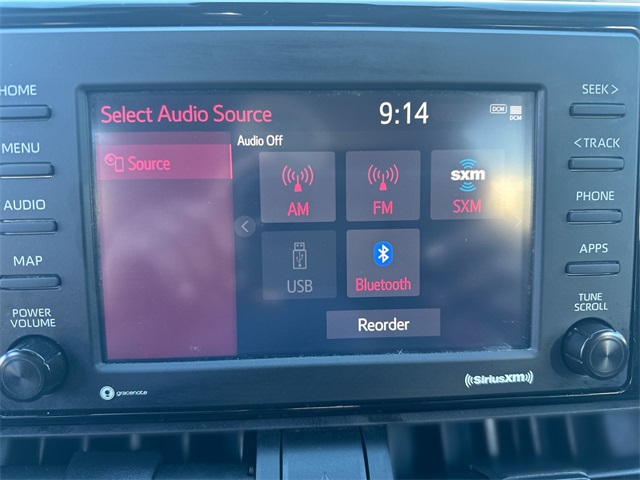 HOME
MENU
AUDIO
MAP
POWER
VOLUME
Select Audio Source
9:14
DCM
DCM
Audio Off
Source
AM
FM
sxm
SXM
USB
Bluetooth
Reorder
SEEK >
< TRACK
PHONE
APPS
TUNE
SCROLL
gracenote
SiriusXM